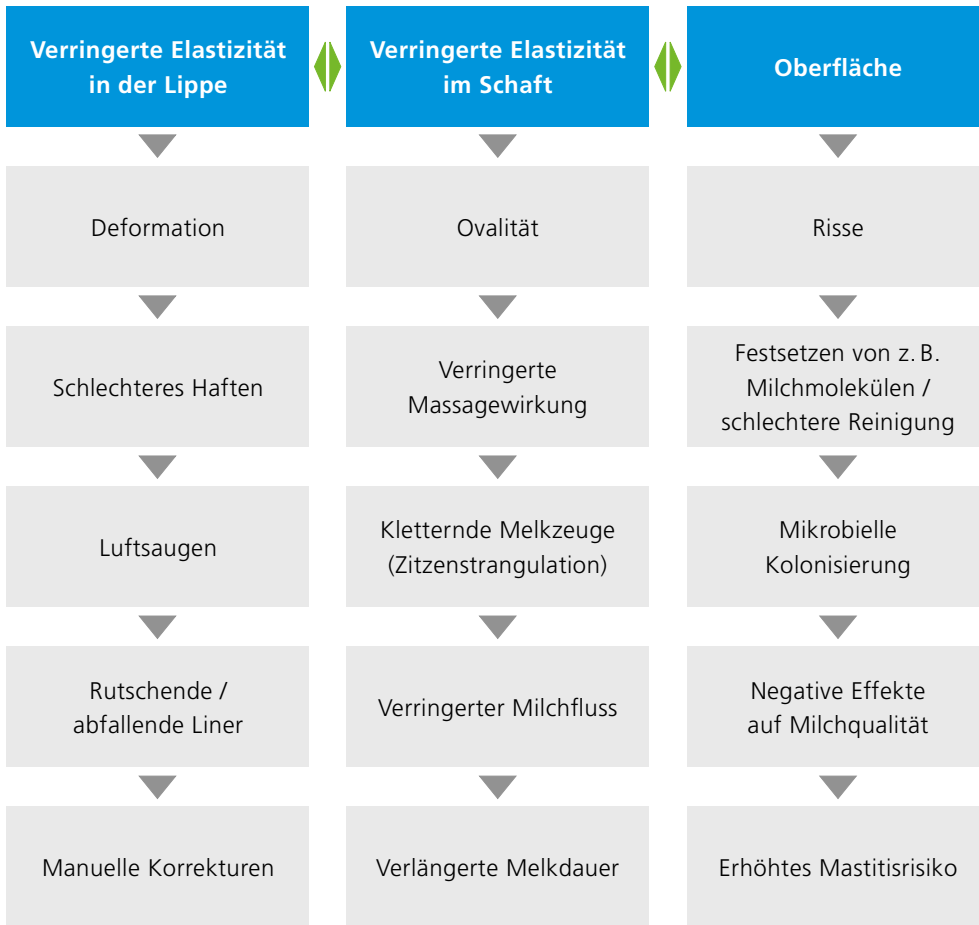 Verringerte Elastizität
in der Lippe
Verringerte Elastizität
im Schaft
Oberfläche
Deformation
Ovalität
Risse
Schlechteres Haften
Verringerte
Massagewirkung
Festsetzen von z. B.
Milchmolekülen /
schlechtere Reinigung
Luftsaugen
Kletternde Melkzeuge
(Zitzenstrangulation)
Mikrobielle
Kolonisierung
Rutschende /
abfallende Liner
Verringerter Milchfluss
Negative Effekte
auf Milchqualität
Manuelle Korrekturen
Verlängerte Melkdauer
Erhöhtes Mastitisrisiko